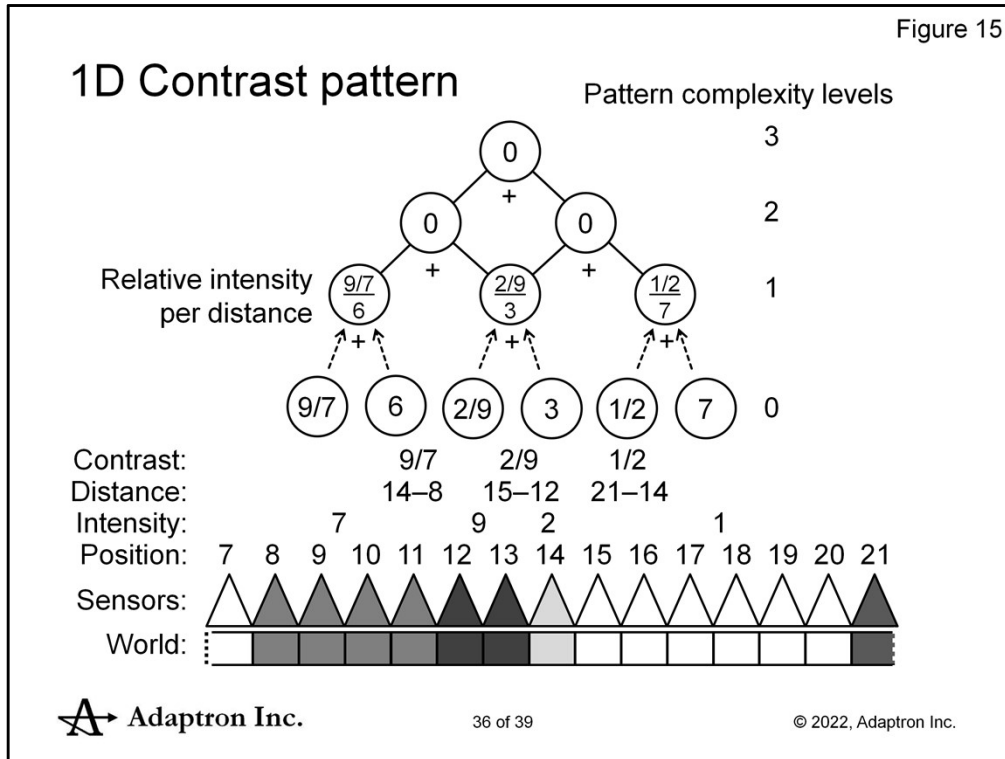 Figure 15
1D Contrast pattern
Pattern complexity levels
0 3
+
0 0 2
+ +
Relative intensity
per distance
9/7
6
2/9
3
1/2
7
1
+ + +
9/7 6 2/9 3 1/2 7 0
Contrast: 9/7 2/9 1/2
Distance: 14–8 15–12 21–14
Intensity: 7 9 2 1
Position: 7 8 9 10 11 12 13 14 15 16 17 18 19 20 21
Sensors:
World:
Adaptron Inc. 36 of 39 © 2022, Adaptron Inc.